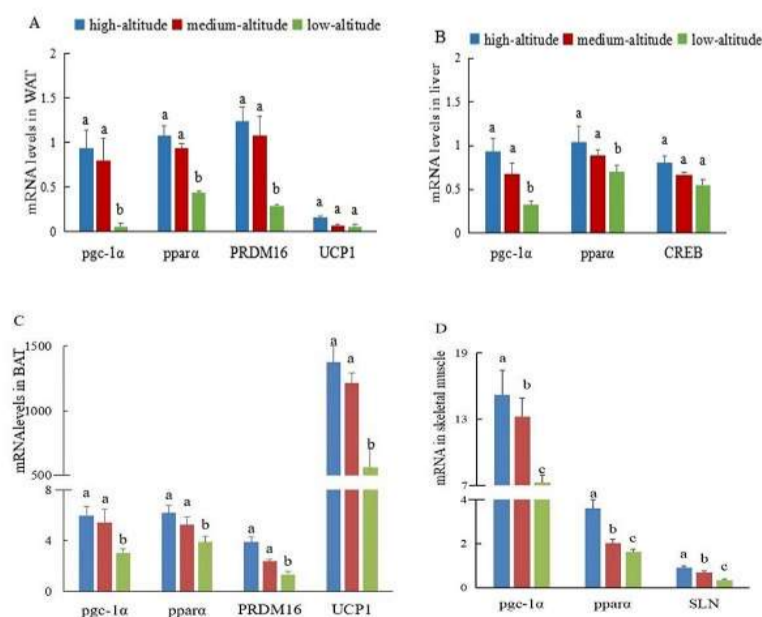 A
high-altitude medium-altitude low-altitude
mRNA levels in WAT
2
1.5
1
0.5
0
a a b
a a b
a a b
a a a
pgc-1α pparα PRDM16 UCP1
B
high-altitude medium-altitude low-altitude
mRNA levels in liver
2
1.5
1
0.5
0
a a b
a a b
a a a
pgc-1α pparα CREB
C
mRNAlevels in BAT
1500
1000
500
8
4
0
a a b
a a b
a a b
a a b
pgc-1α pparα PRDM16 UCP1
D
mRNA in skeletal muscle
19
13
7
4
2
0
a b c
a b c
a b c
pgc-1α pparα SLN